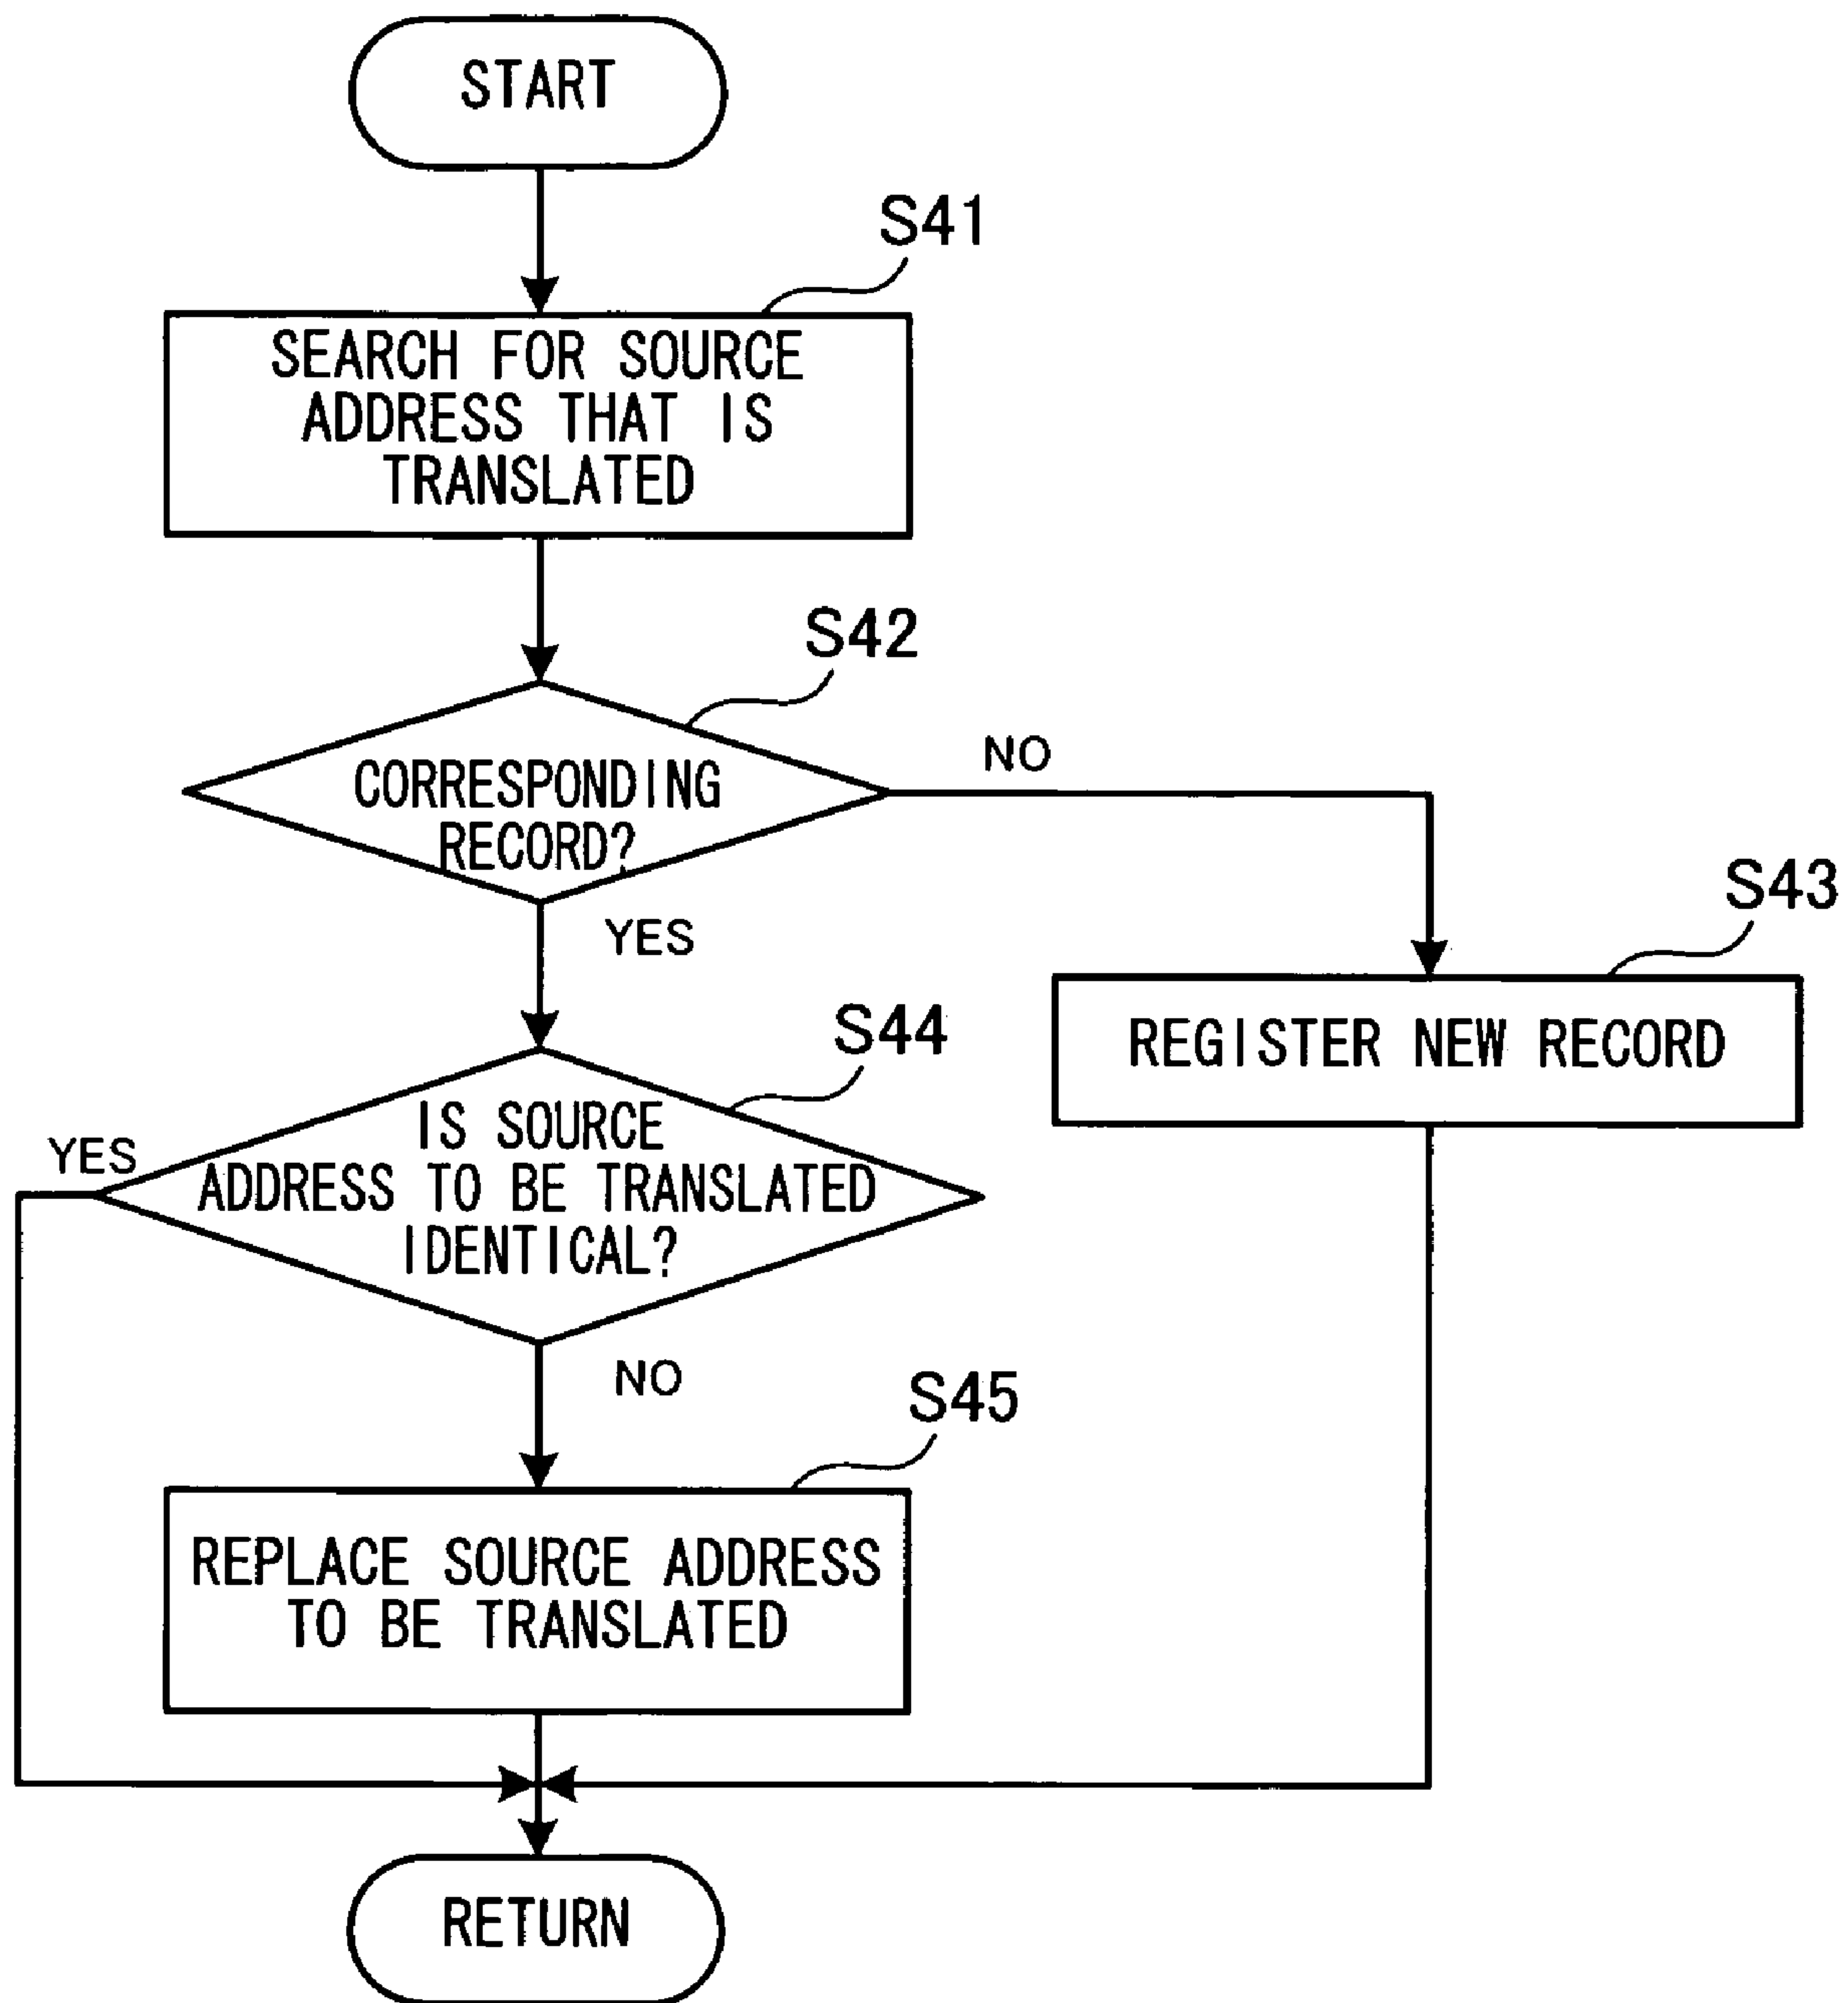 START
S41
SEARCH FOR SOURCE
ADDRESS THAT IS
TRANSLATED
S42
CORRESPONDING
RECORD?
NO
YES
S43
REGISTER NEW RECORD
S44
IS SOURCE
ADDRESS TO BE TRANSLATED
IDENTICAL?
YES
NO
S45
REPLACE SOURCE ADDRESS
TO BE TRANSLATED
RETURN